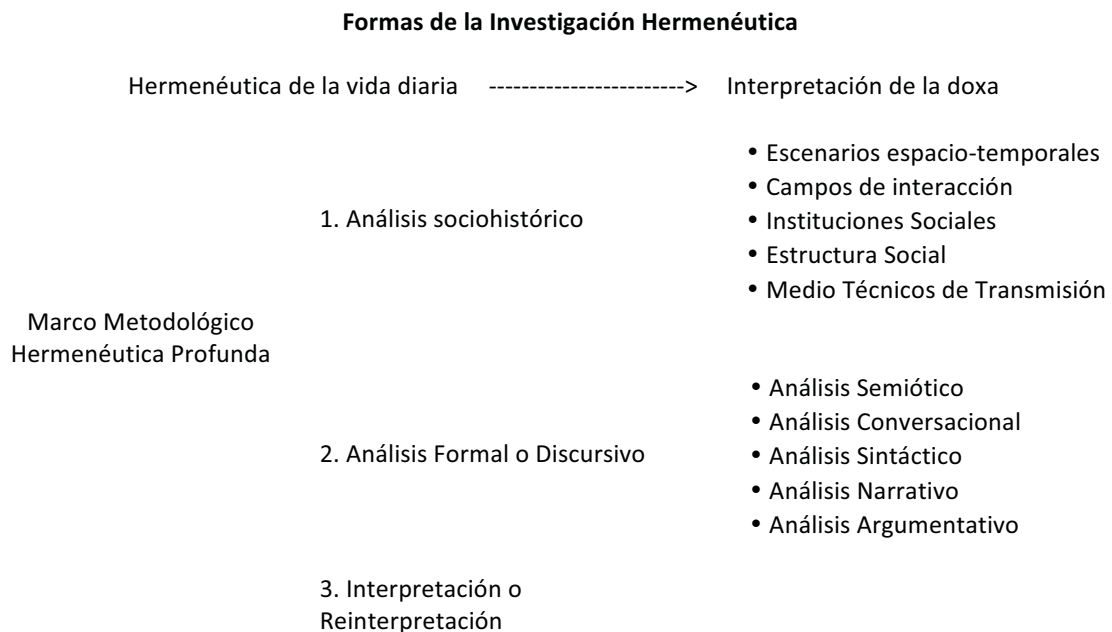 Formas de la Investigación Hermenéutica
Hermenéutica de la vida diaria ------------------------> Interpretación de la doxa
Marco Metodológico
Hermenéutica Profunda
1. Análisis sociohistórico
• Escenarios espacio-temporales
• Campos de interacción
• Instituciones Sociales
• Estructura Social
• Medio Técnicos de Transmisión
2. Análisis Formal o Discursivo
• Análisis Semiótico
• Análisis Conversacional
• Análisis Sintáctico
• Análisis Narrativo
• Análisis Argumentativo
3. Interpretación o
Reinterpretación